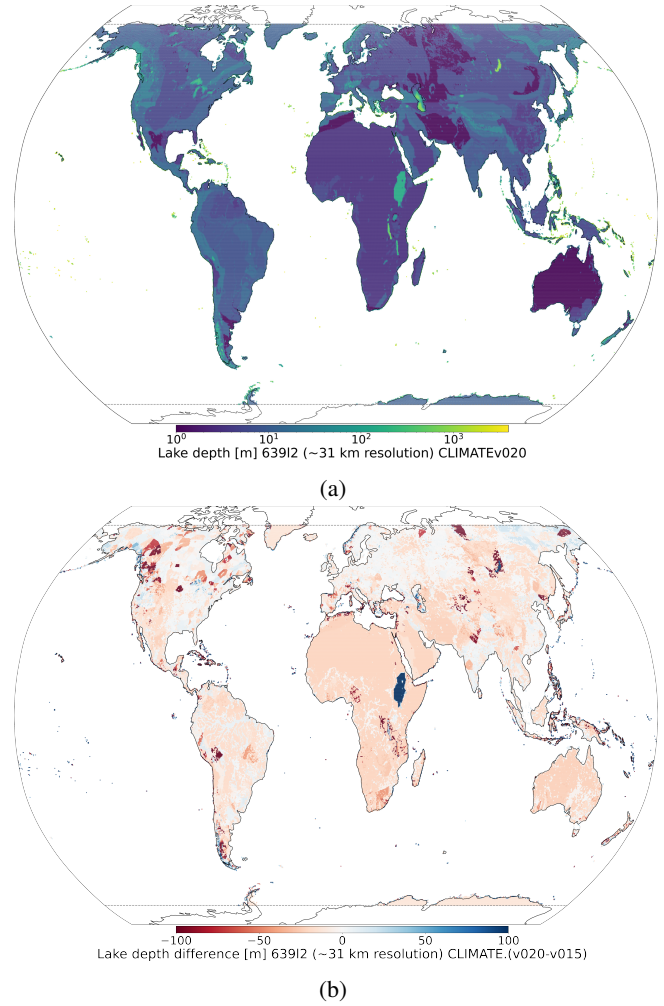 10⁰ 10¹ 10² 10³
Lake depth [m] 639l2 (~31 km resolution) CLIMATEv020
(a)
−100 −50 0 50 100
Lake depth difference [m] 639l2 (~31 km resolution) CLIMATE.(v020-v015)
(b)